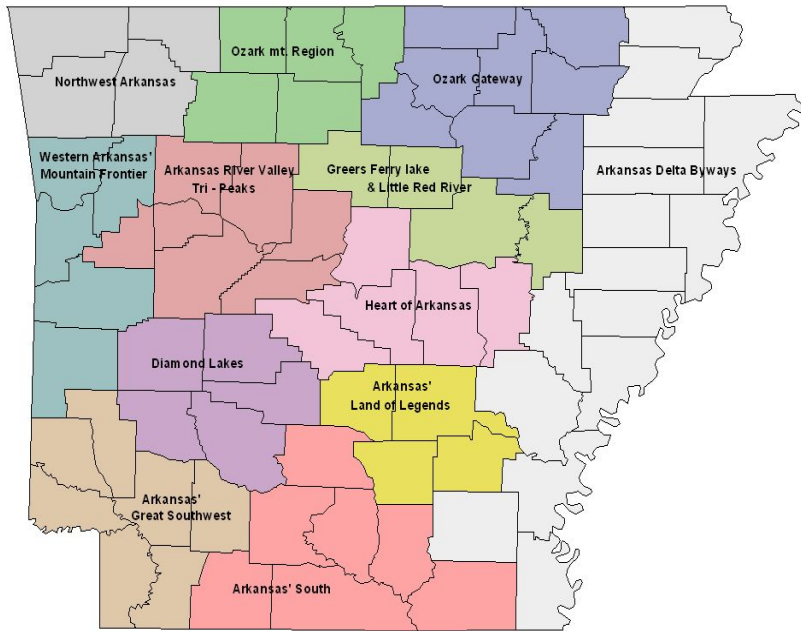 Ozark mt. Region
Northwest Arkansas
Ozark Gateway
Western Arkansas'
Mountain Frontier
Arkansas River Valley
Tri - Peaks
Greers Ferry lake
& Little Red River
Arkansas Delta Byways
Heart of Arkansas
Diamond Lakes
Arkansas'
Land of Legends
Arkansas'
Great Southwest
Arkansas' South